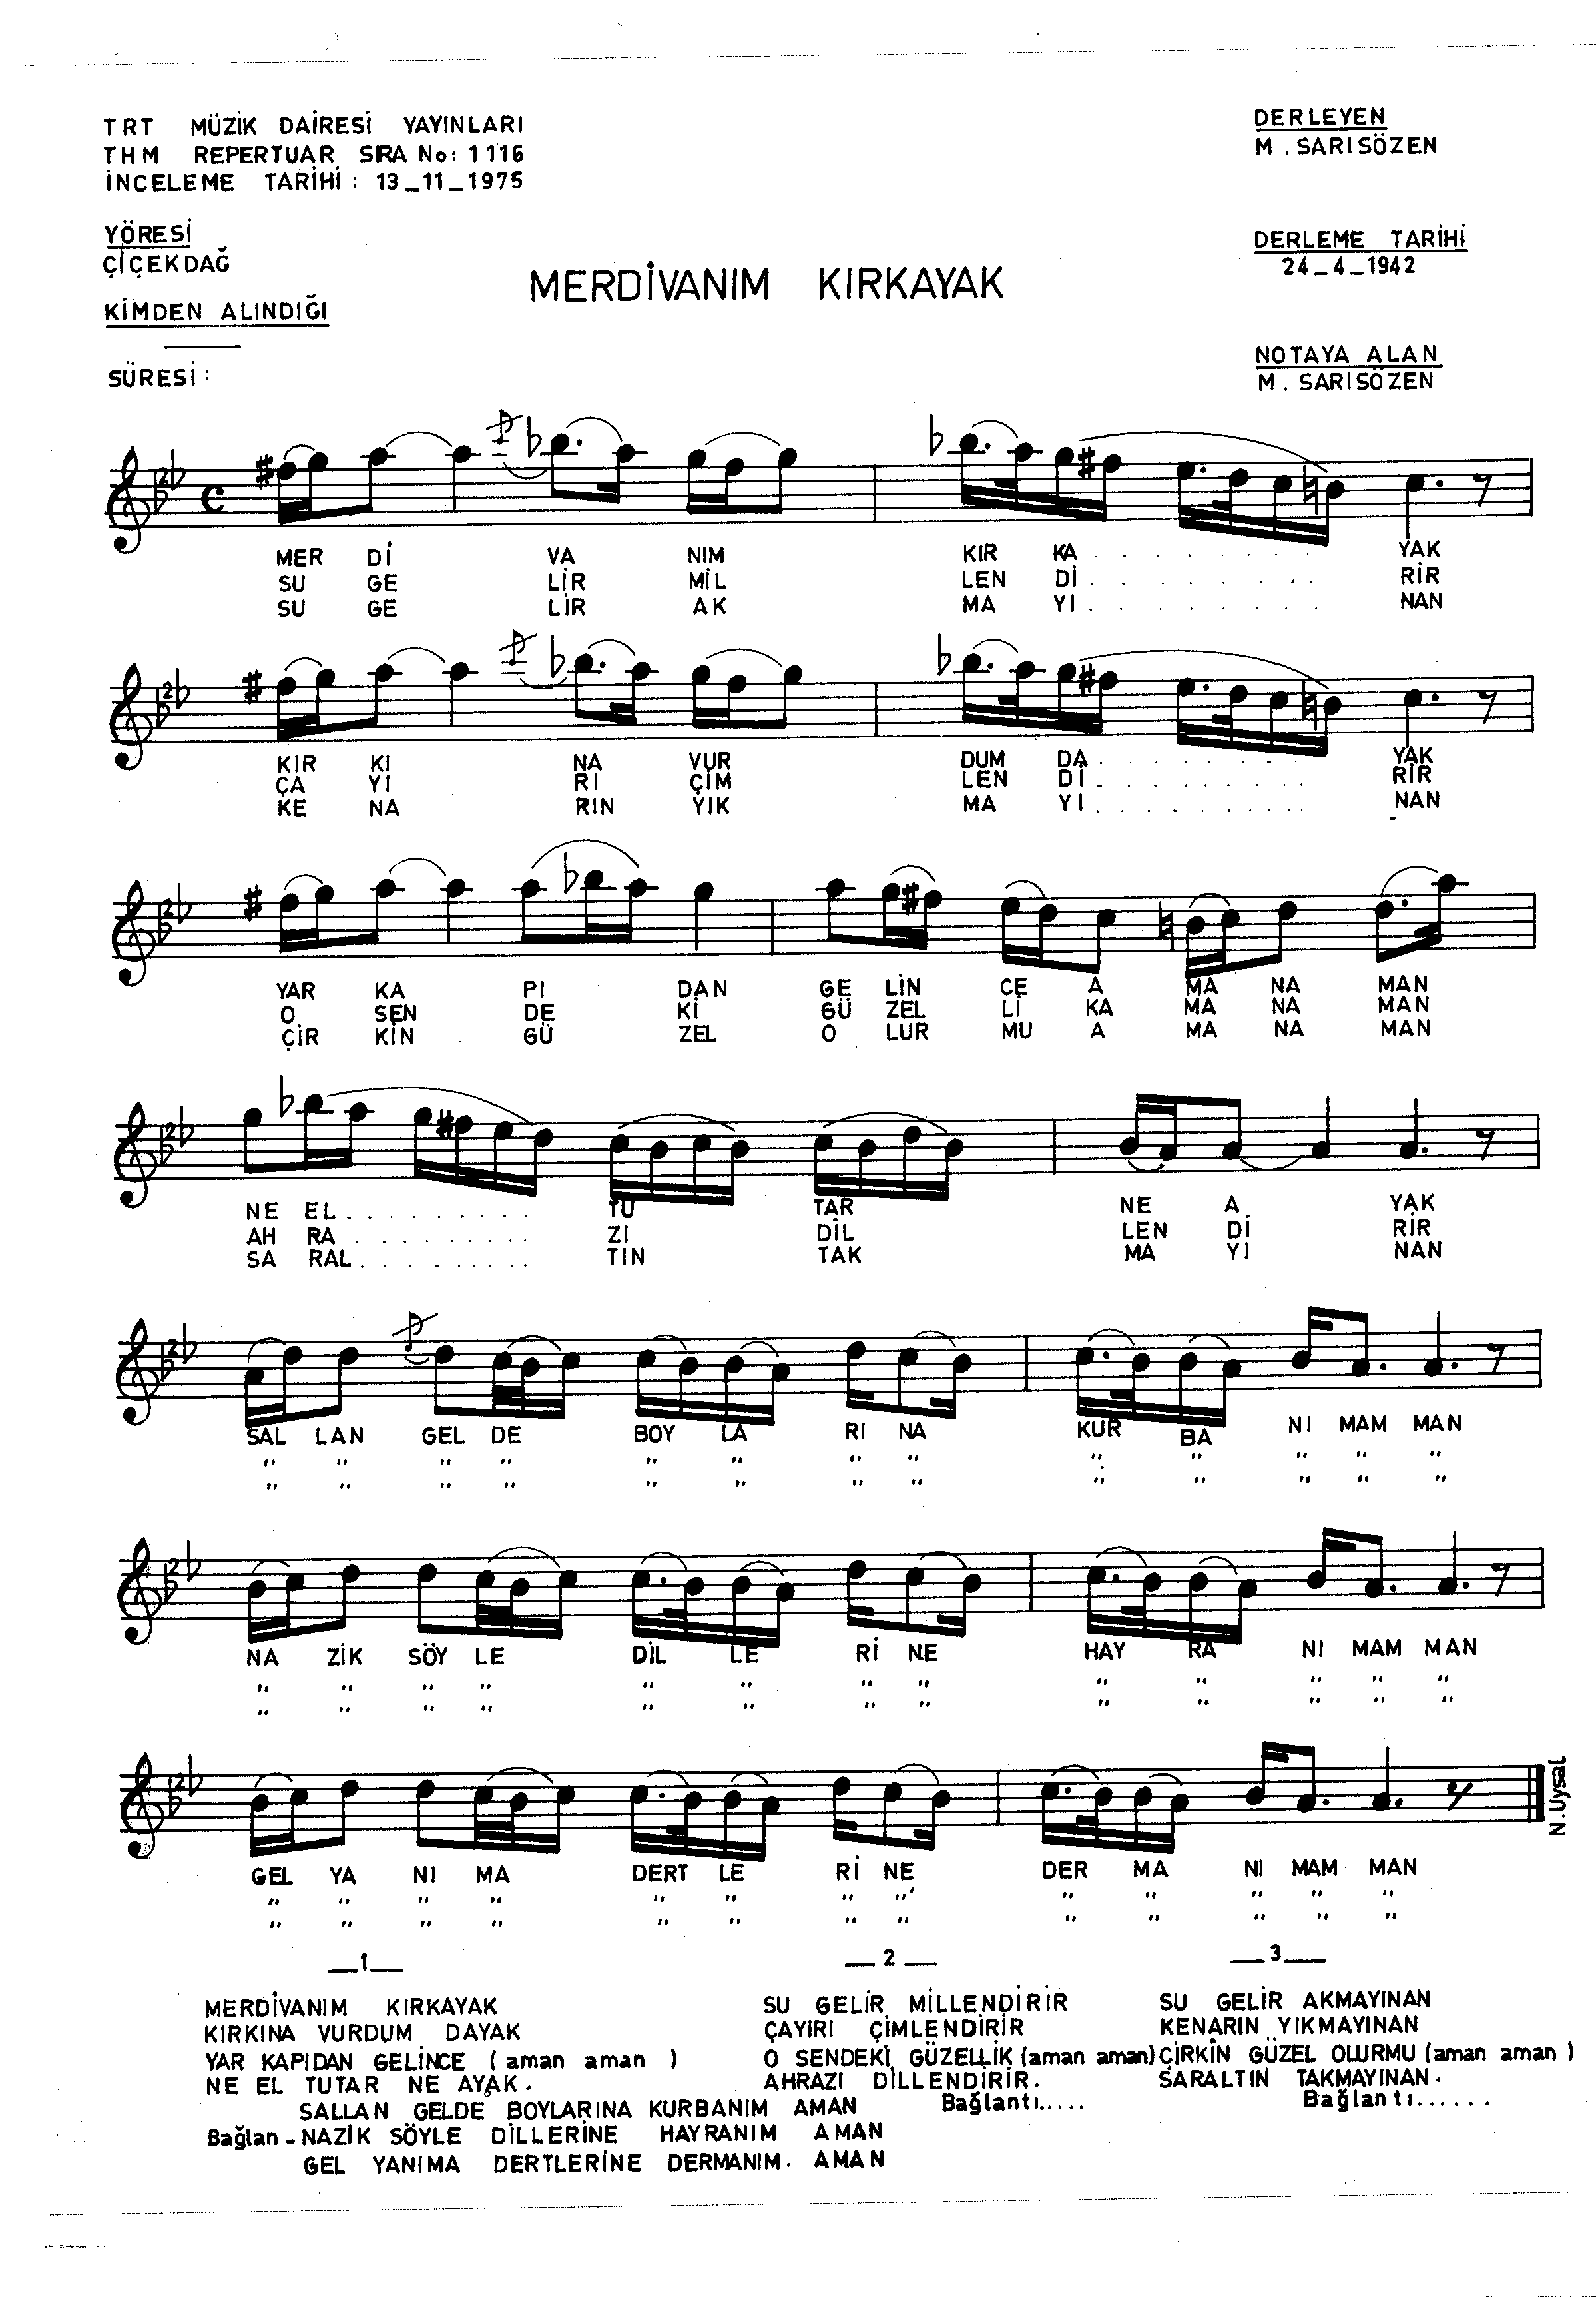 TRT MÜZİK DAİRESİ YAYINLARI
THM REPERTUAR SIRA No: 1116
İNCELEME TARİHİ : 13_11_1975
DERLEYEN
M. SARISÖZEN
YÖRESİ
ÇİÇEKDAĞ
DERLEME TARİHİ
24_4_1942
MERDİVANIM KIRKAYAK
KİMDEN ALINDIĞI
SÜRESİ :
NOTAYA ALAN
M. SARISÖZEN
MER Dİ VA NIM KIR KA . . . . . . . YAK
SU GE LİR MİL LEN Dİ . . . . . . . RİR
SU GE LİR AK MA YI . . . . . . . NAN
KIR KI NA VUR DUM DA . . . . . . . YAK
ÇA YI RI ÇİM LEN Dİ . . . . . . . RİR
KE NA RIN YIK MA YI . . . . . . . NAN
YAR KA PI DAN GE LİN CE A MA NA MAN
O SEN DE Kİ GÜ ZEL Lİ KA MA NA MAN
ÇİR KİN GÜ ZEL O LUR MU A MA NA MAN
NE EL . . . . . . . . TU TAR NE A YAK
AH RA . . . . . . . . ZI DİL LEN Dİ RİR
SA RAL . . . . . . . . TIN TAK MA YI NAN
SAL LAN GEL DE BOY LA RI NA KUR BA NI MAM MAN
" " " " " " " " " " " " "
" " " " " " " " " " " " "
NA ZİK SÖY LE DİL LE Rİ NE HAY RA NI MAM MAN
" " " " " " " " " " " " "
" " " " " " " " " " " " "
GEL YA NI MA DERT LE Rİ NE DER MA NI MAM MAN
" " " " " " " " " " " " "
" " " " " " " " " " " " "
N.Uysal
_1_
MERDİVANIM KIRKAYAK
KIRKINA VURDUM DAYAK
YAR KAPIDAN GELİNCE ( aman aman )
NE EL TUTAR NE AYAK.
SALLAN GELDE BOYLARINA KURBANIM AMAN
Bağlan - NAZİK SÖYLE DİLLERİNE HAYRANIM AMAN
GEL YANIMA DERTLERİNE DERMANIM. AMAN
_2_
SU GELİR MİLLENDİRİR
ÇAYIRI ÇİMLENDİRİR
O SENDEKİ GÜZELLİK (aman aman)
AHRAZI DİLLENDİRİR.
Bağlantı.....
_3_
SU GELİR AKMAYINAN
KENARIN YIKMAYINAN
ÇİRKİN GÜZEL OLURMU (aman aman )
SARALTIN TAKMAYINAN.
Bağlantı......